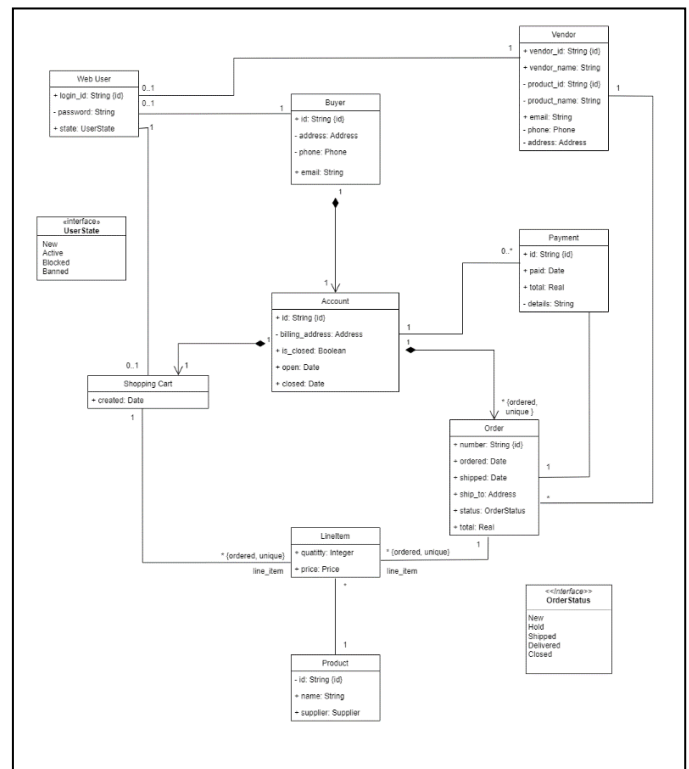 Vendor
+ vendor_id: String {id}
+ vendor_name: String
- product_id: String {id}
- product_name: String
+ email: String
- phone: Phone
- address: Address
1
1
Web User
+ login_id: String {id}
- password: String
+ state: UserState
0..1
0..1
1
1
Buyer
+ id: String {id}
- address: Address
- phone: Phone
+ email: String
1
«interface»
UserState
New
Active
Blocked
Banned
Payment
+ id: String {id}
+ paid: Date
+ total: Real
- details: String
0..*
1
Account
+ id: String {id}
- billing_address: Address
+ is_closed: Boolean
+ open: Date
+ closed: Date
1
1
1
0..1
1
Shopping Cart
+ created: Date
1
* {ordered,
unique }
Order
+ number: String {id}
+ ordered: Date
+ shipped: Date
+ ship_to: Address
+ status: OrderStatus
+ total: Real
1
*
1
LineItem
+ quatitly: Integer
+ price: Price
* {ordered, unique}
line_item
* {ordered, unique}
line_item
*
1
<<Interface>>
OrderStatus
New
Hold
Shipped
Delivered
Closed
Product
- id: String {id}
+ name: String
+ supplier: Supplier